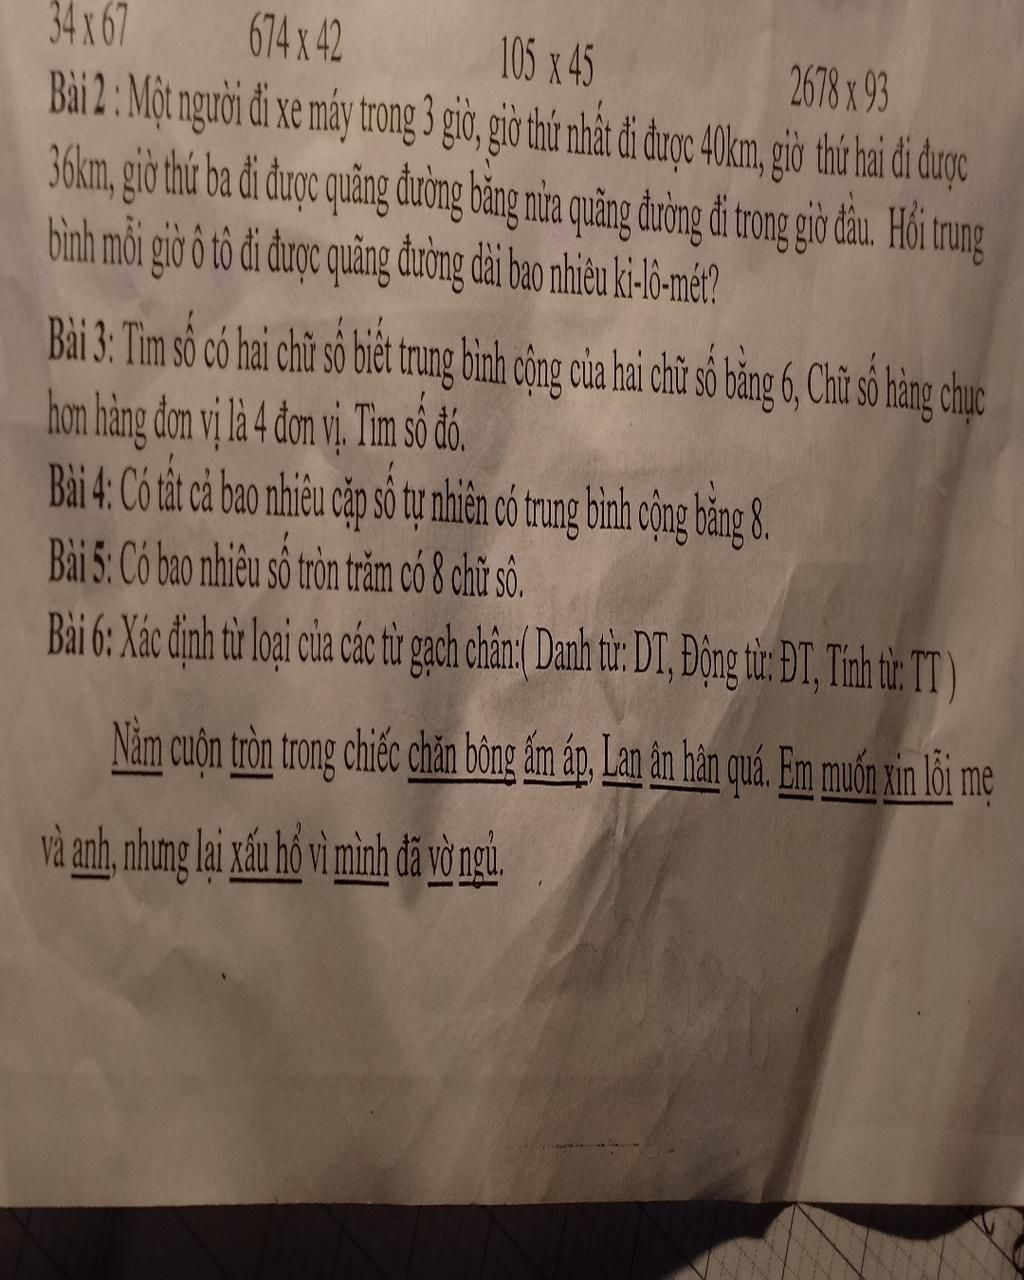 34 x 67 674 x 42 105 x 45 2678 x 93
Bài 2 : Một người đi xe máy trong 3 giờ, giờ thứ nhất đi được 40km, giờ thứ hai đi được
36km, giờ thứ ba đi được quãng đường bằng nửa quãng đường đi trong giờ đầu. Hổi trung
bình mỗi giờ ô tô đi được quãng đường dài bao nhiêu ki-lô-mét?
Bài 3: Tìm số có hai chữ số biết trung bình cộng của hai chữ số bằng 6, Chữ số hàng chục
hơn hàng đơn vị là 4 đơn vị. Tìm số đó.
Bài 4: Có tất cả bao nhiêu cặp số tự nhiên có trung bình cộng bằng 8.
Bài 5: Có bao nhiêu số tròn trăm có 8 chữ sô.
Bài 6: Xác định từ loại của các từ gạch chân:( Danh từ: DT, Động từ: ĐT, Tính từ: TT )
Nằm cuộn tròn trong chiếc chăn bông ấm áp, Lan ân hân quá. Em muốn xin lỗi mẹ
và anh, nhưng lại xấu hổ vì mình đã vờ ngủ.